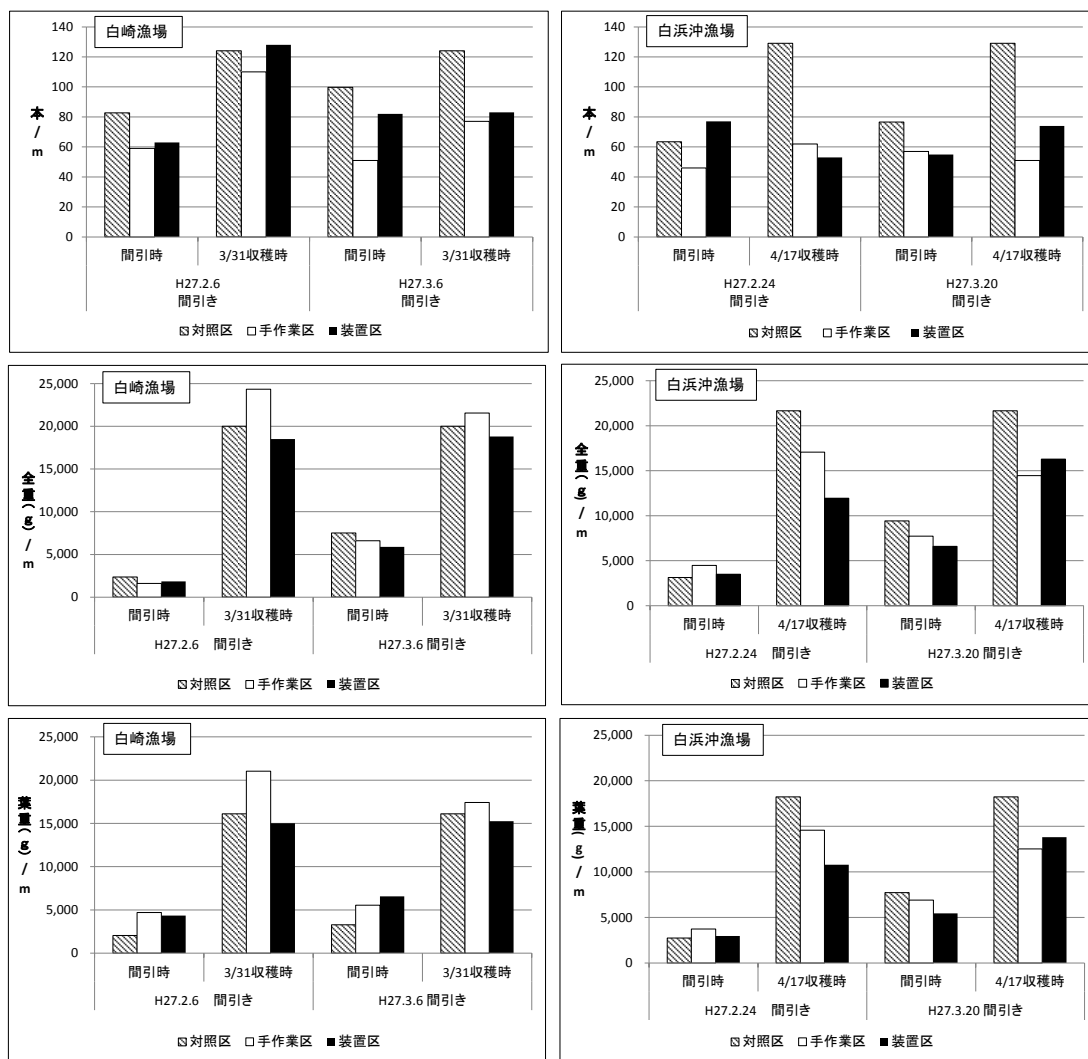 白崎漁場
140
120
100
80
60
40
20
0
本/m
間引時 3/31収穫時 間引時 3/31収穫時
H27.2.6 H27.3.6
間引き 間引き
対照区 手作業区 装置区
白浜沖漁場
140
120
100
80
60
40
20
0
本/m
間引時 4/17収穫時 間引時 4/17収穫時
H27.2.24 H27.3.20
間引き 間引き
対照区 手作業区 装置区
白崎漁場
25,000
20,000
15,000
10,000
5,000
0
全重(g)/m
間引時 3/31収穫時 間引時 3/31収穫時
H27.2.6 間引き H27.3.6 間引き
対照区 手作業区 装置区
白浜沖漁場
25,000
20,000
15,000
10,000
5,000
0
全重(g)/m
間引時 4/17収穫時 間引時 4/17収穫時
H27.2.24 間引き H27.3.20 間引き
対照区 手作業区 装置区
白崎漁場
25,000
20,000
15,000
10,000
5,000
0
葉重(g)/m
間引時 3/31収穫時 間引時 3/31収穫時
H27.2.6 間引き H27.3.6 間引き
対照区 手作業区 装置区
白浜沖漁場
25,000
20,000
15,000
10,000
5,000
0
葉重(g)/m
間引時 4/17収穫時 間引時 4/17収穫時
H27.2.24 間引き H27.3.20 間引き
対照区 手作業区 装置区